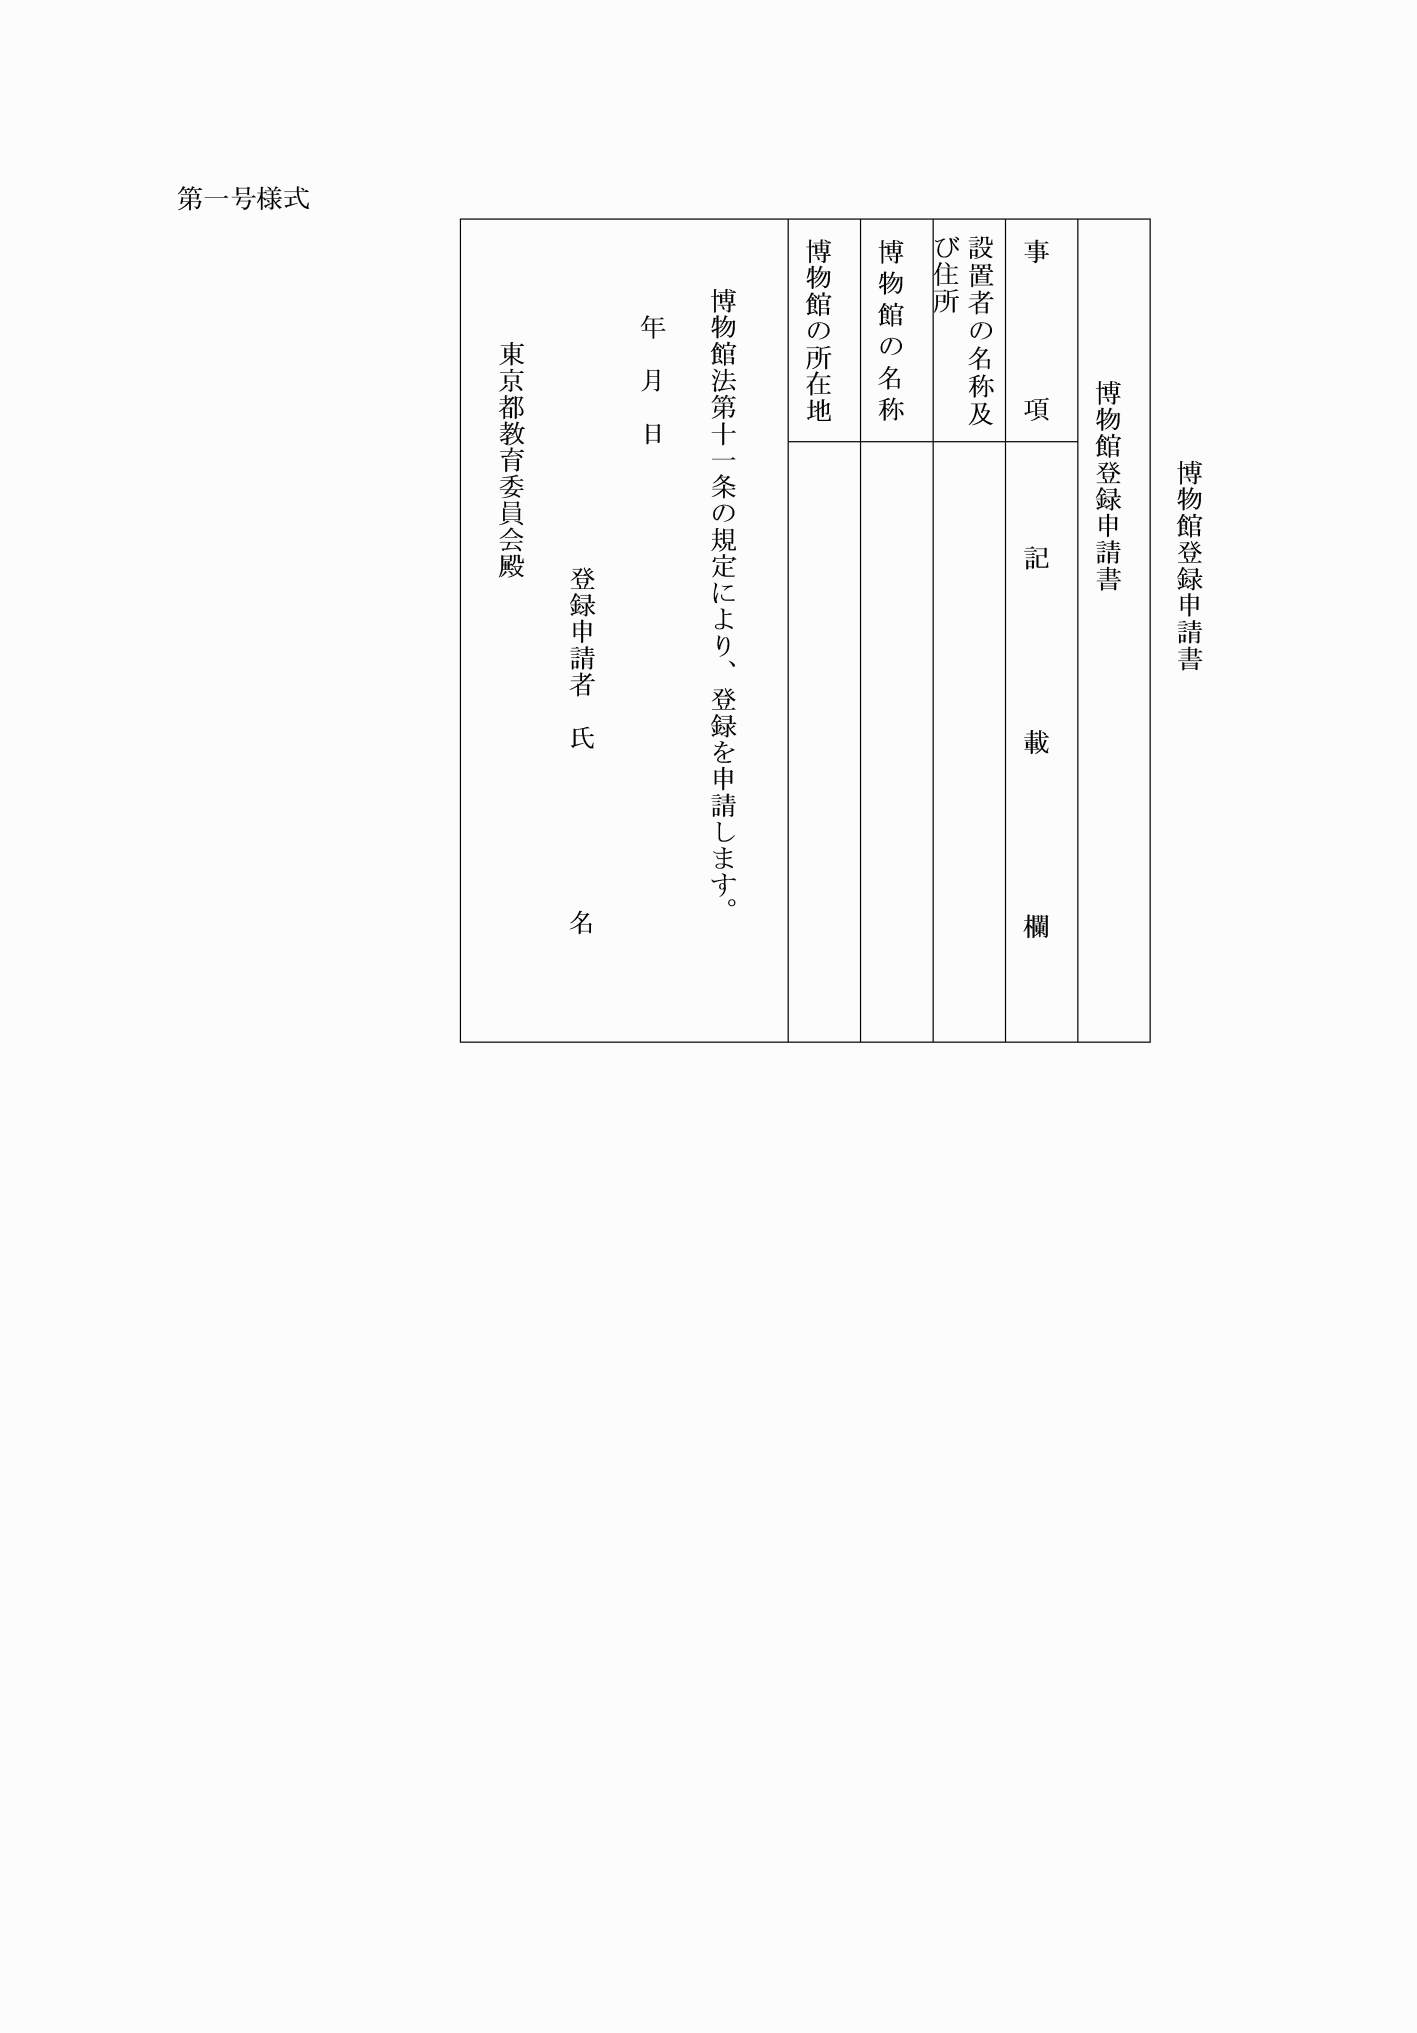 第一号様式
博物館登録申請書
博物館登録申請書
事　項
記　載　欄
設置者の名称及
び住所
博物館の名称
博物館の所在地
博物館法第十一条の規定により、登録を申請します。
年　月　日
登録申請者　氏　名
東京都教育委員会殿